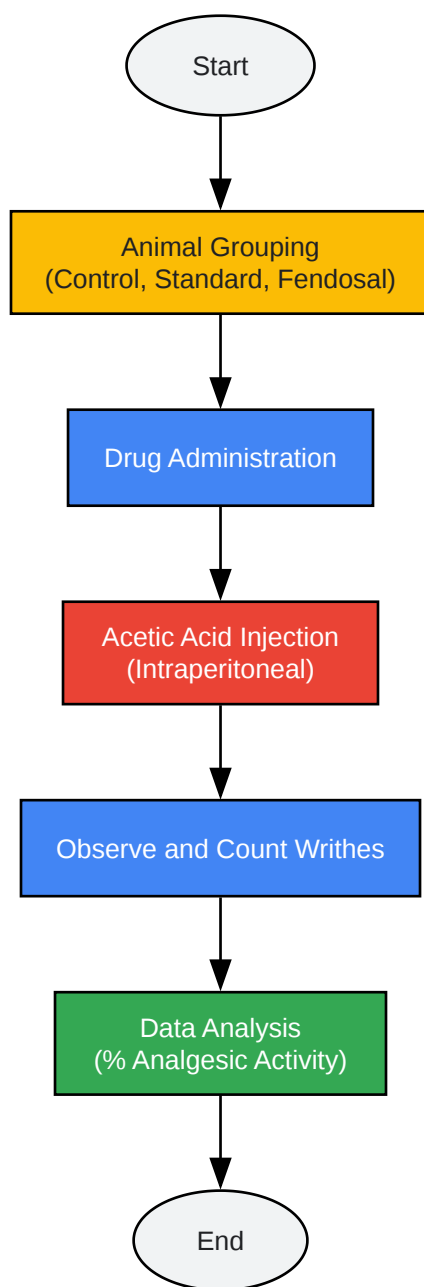 Start
Animal Grouping
(Control, Standard, Fendosal)
Drug Administration
Acetic Acid Injection
(Intraperitoneal)
Observe and Count Writhes
Data Analysis
(% Analgesic Activity)
End